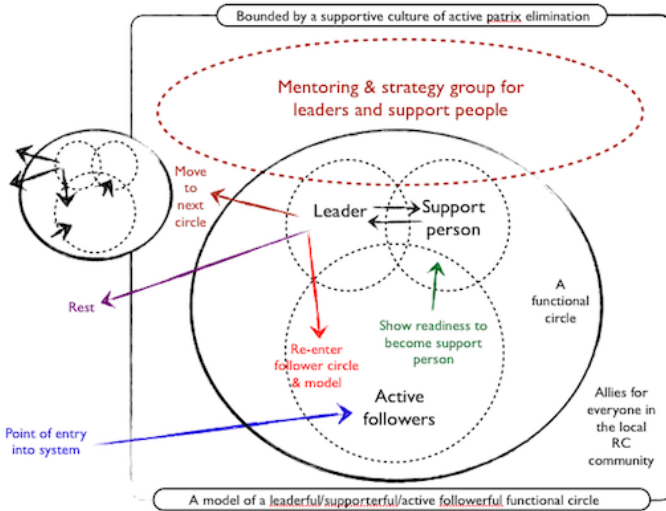 Bounded by a supportive culture of active patrix elimination
Mentoring & strategy group for
leaders and support people
Move
to
next
circle
Leader
Support
person
Rest
A
functional
circle
Show readiness to
become support
person
Re-enter
follower circle
& model
Active
followers
Point of entry
into system
Allies for
everyone in
the local
RC
community
A model of a leaderful/supporterful/active followerful functional circle